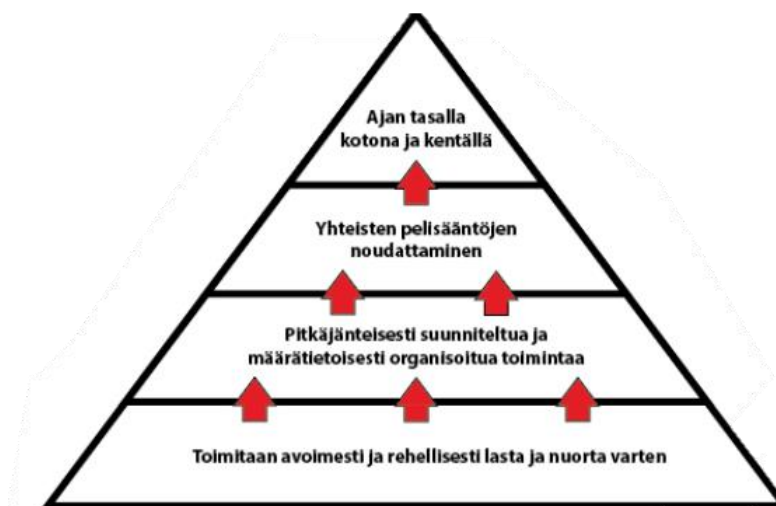 Ajan tasalla
kotona ja kentällä
Yhteisten pelisääntöjen
noudattaminen
Pitkäjänteisesti suunniteltua ja
määrätietoisesti organisoitua toimintaa
Toimitaan avoimesti ja rehellisesti lasta ja nuorta varten